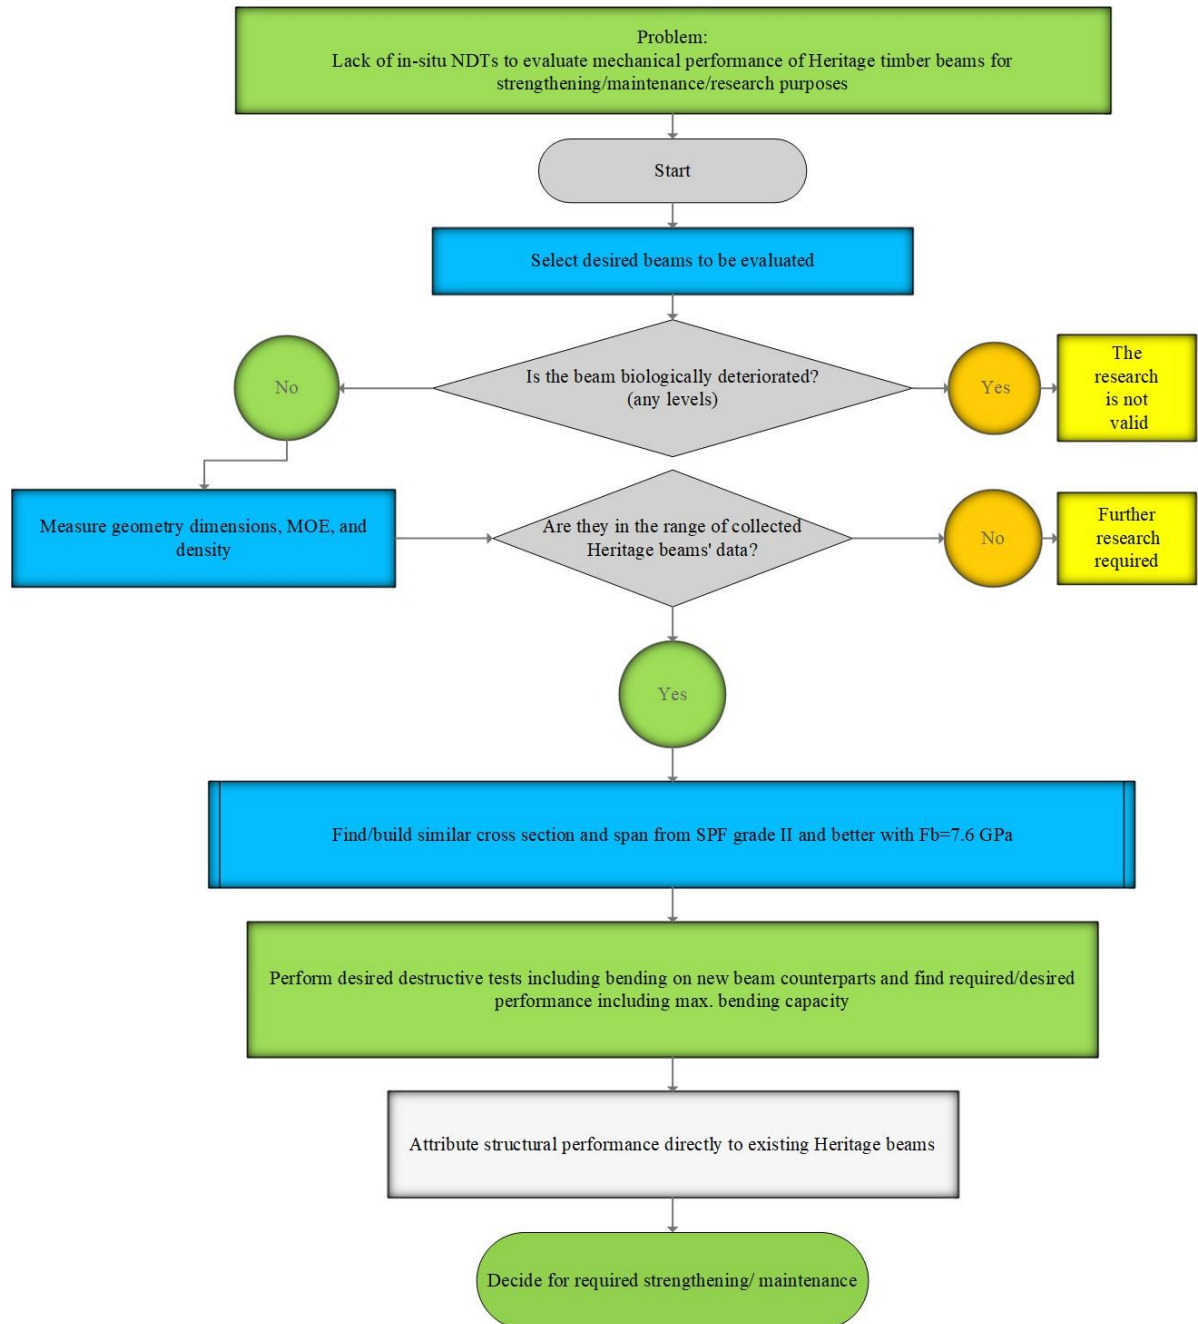 Problem:
Lack of in-situ NDTs to evaluate mechanical performance of Heritage timber beams for
strengthening/maintenance/research purposes
Start
Select desired beams to be evaluated
Is the beam biologically deteriorated?
(any levels)
No
Yes
The
research
is not
valid
Measure geometry dimensions, MOE, and
density
Are they in the range of collected
Heritage beams' data?
No
Further
research
required
Yes
Find/build similar cross section and span from SPF grade II and better with Fb=7.6 GPa
Perform desired destructive tests including bending on new beam counterparts and find required/desired
performance including max. bending capacity
Attribute structural performance directly to existing Heritage beams
Decide for required strengthening/ maintenance